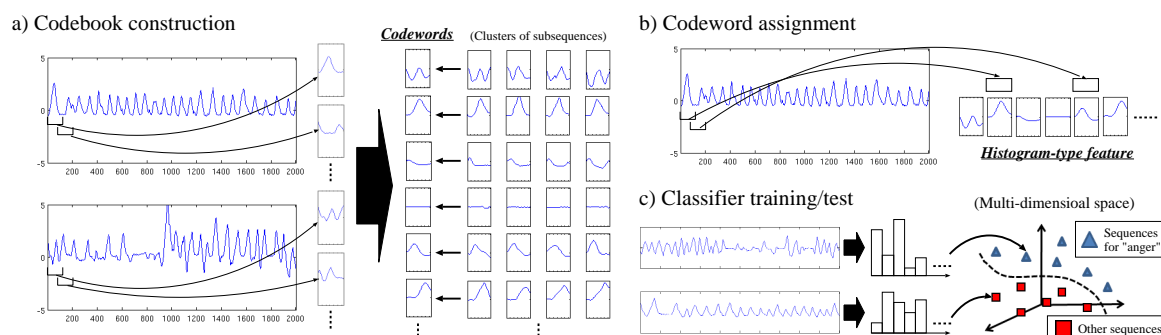 a) Codebook construction
5
0
-5
200 400 600 800 1000 1200 1400 1600 1800 2000
5
0
-5
200 400 600 800 1000 1200 1400 1600 1800 2000
Codewords (Clusters of subsequences)
b) Codeword assignment
5
0
-5
200 400 600 800 1000 1200 1400 1600 1800 2000
Histogram-type feature
c) Classifier training/test
(Multi-dimensioal space)
Sequences
for "anger"
Other sequences